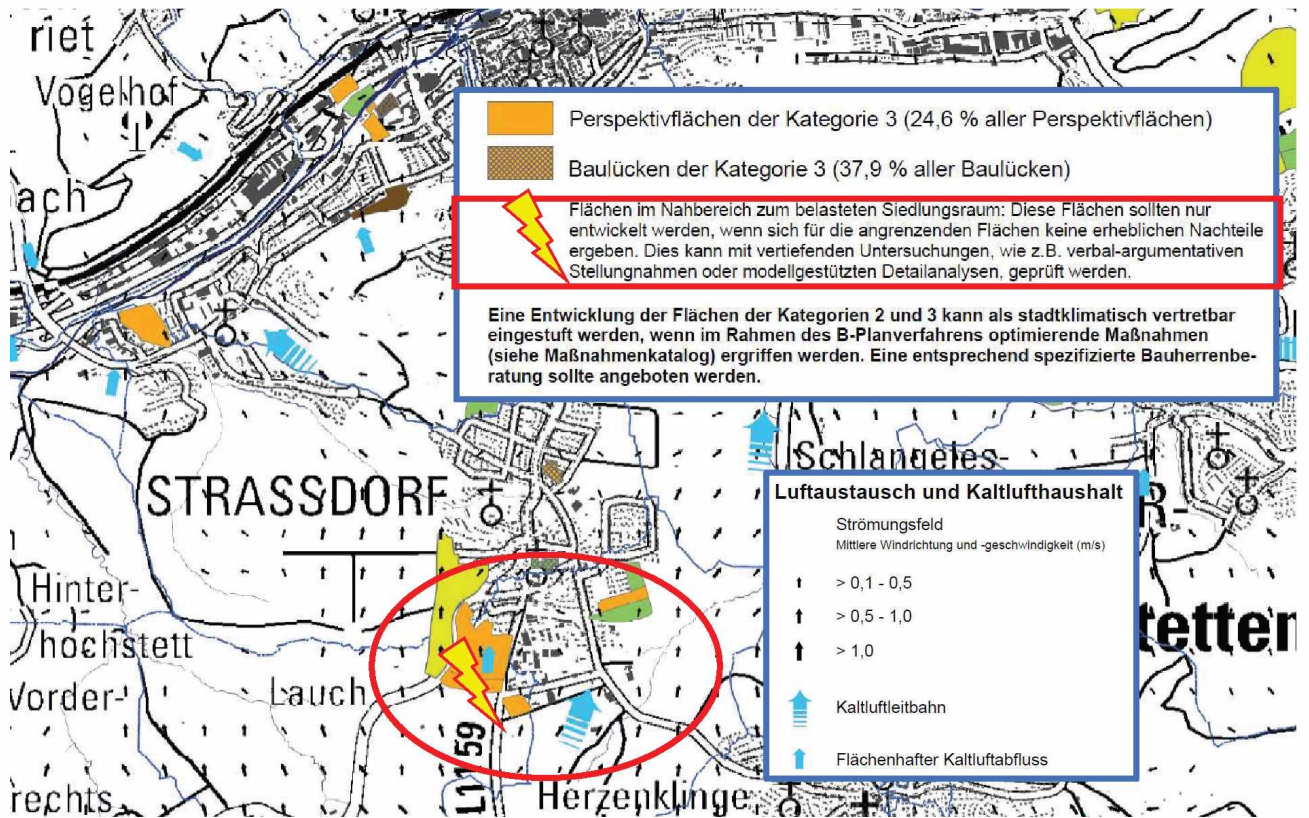 riet
Vogelhof
ach
Perspektivflächen der Kategorie 3 (24,6 % aller Perspektivflächen)
Baulücken der Kategorie 3 (37,9 % aller Baulücken)
Flächen im Nahbereich zum belasteten Siedlungsraum: Diese Flächen sollten nur
entwickelt werden, wenn sich für die angrenzenden Flächen keine erheblichen Nachteile
ergeben. Dies kann mit vertiefenden Untersuchungen, wie z.B. verbal-argumentativen
Stellungnahmen oder modellgestützten Detailanalysen, geprüft werden.
Eine Entwicklung der Flächen der Kategorien 2 und 3 kann als stadtklimatisch vertretbar
eingestuft werden, wenn im Rahmen des B-Planverfahrens optimierende Maßnahmen
(siehe Maßnahmenkatalog) ergriffen werden. Eine entsprechend spezifizierte Bauherrenbe-
ratung sollte angeboten werden.
STRASSDORF
Schlangeles-
Hinter-
hochstett
Vorder-
Lauch
L1159
rechts
Herzenklinge
R-
tetten
Luftaustausch und Kaltlufthaushalt
Strömungsfeld
Mittlere Windrichtung und -geschwindigkeit (m/s)
> 0,1 - 0,5
> 0,5 - 1,0
> 1,0
Kaltluftleitbahn
Flächenhafter Kaltluftabfluss